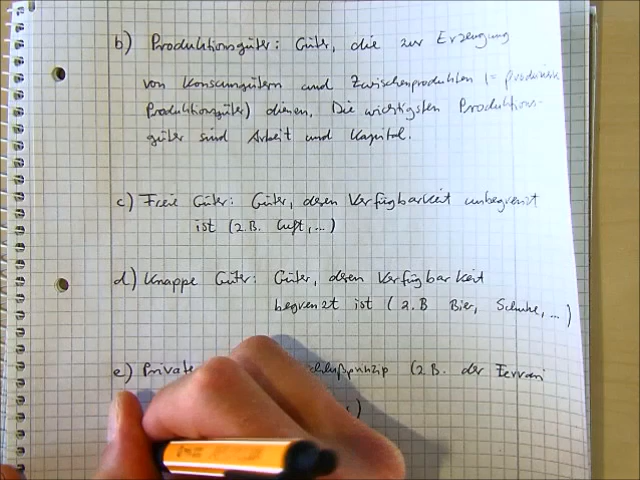 b) Produktionsgüter: Güter, die zur Erzeugung
von Konsumgütern und Zwischenprodukten (= produzierte
Produktionsgüter) dienen. Die wichtigsten Produktions-
güter sind Arbeit und Kapital.
c) Freie Güter: Güter, deren Verfügbarkeit unbegrenzt
ist (z.B. Luft, ...)
d) Knappe Güter: Güter, deren Verfügbarkeit
begrenzt ist (z.B Bier, Schuhe, ...)
e) Private chlußprinzip (z.B. der Ferrari
)